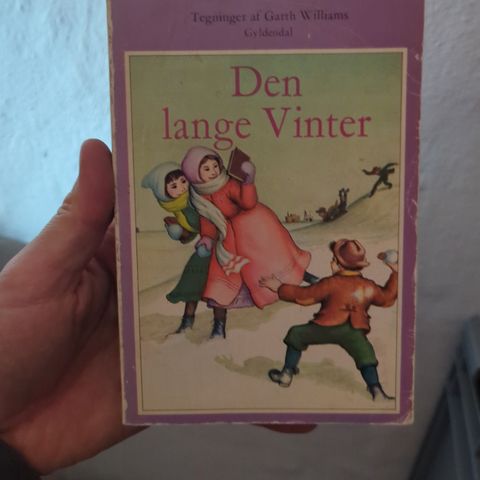 Tegninger af Garth Williams
Gyldendal
Den
lange Vinter